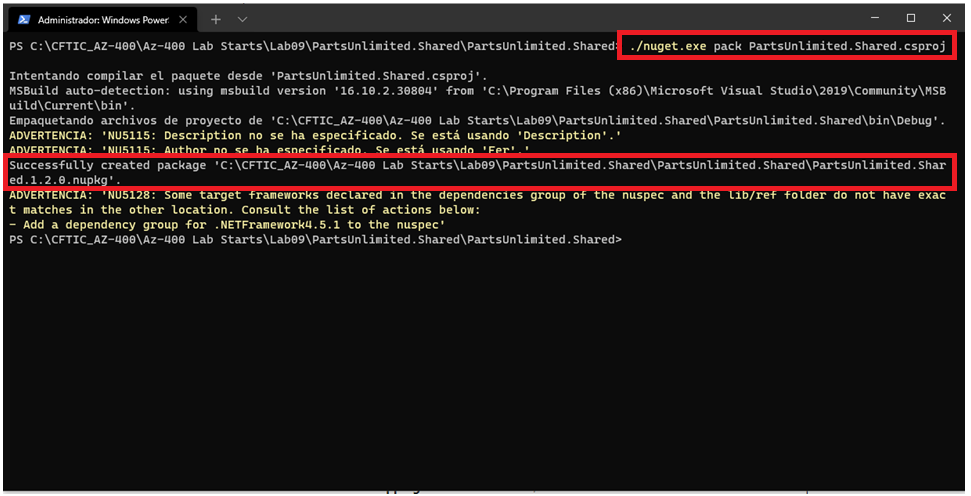 Administrador: Windows Power
PS C:\CFTIC_AZ-400\Az-400 Lab Starts\Lab09\PartsUnlimited.Shared\PartsUnlimited.Shared> ./nuget.exe pack PartsUnlimited.Shared.csproj
Intentando compilar el paquete desde 'PartsUnlimited.Shared.csproj'.
MSBuild auto-detection: using msbuild version '16.10.2.30804' from 'C:\Program Files (x86)\Microsoft Visual Studio\2019\Community\MSB
uild\Current\bin'.
Empaquetando archivos de proyecto de 'C:\CFTIC_AZ-400\Az-400 Lab Starts\Lab09\PartsUnlimited.Shared\PartsUnlimited.Shared\bin\Debug'.
ADVERTENCIA: 'NU5115: Description no se ha especificado. Se está usando 'Description'.'
ADVERTENCIA: 'NU5115: Author no se ha especificado. Se está usando 'Fer'.'
Successfully created package 'C:\CFTIC_AZ-400\Az-400 Lab Starts\Lab09\PartsUnlimited.Shared\PartsUnlimited.Shared\PartsUnlimited.Shar
ed.1.2.0.nupkg'.
ADVERTENCIA: 'NU5128: Some target frameworks declared in the dependencies group of the nuspec and the lib/ref folder do not have exac
t matches in the other location. Consult the list of actions below:
- Add a dependency group for .NETFramework4.5.1 to the nuspec'
PS C:\CFTIC_AZ-400\Az-400 Lab Starts\Lab09\PartsUnlimited.Shared\PartsUnlimited.Shared>